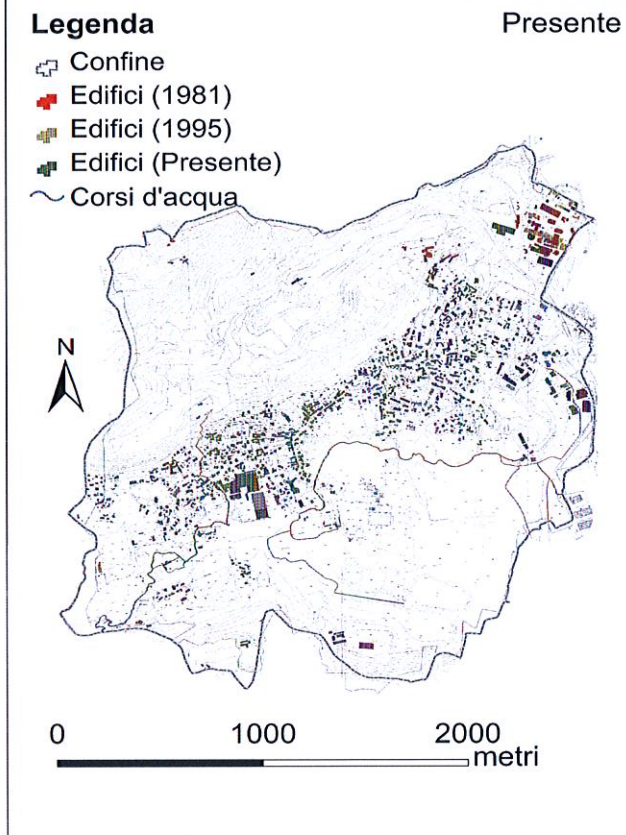 Legenda
Presente
Confine
Edifici (1981)
Edifici (1995)
Edifici (Presente)
Corsi d'acqua
N
0 1000 2000
metri